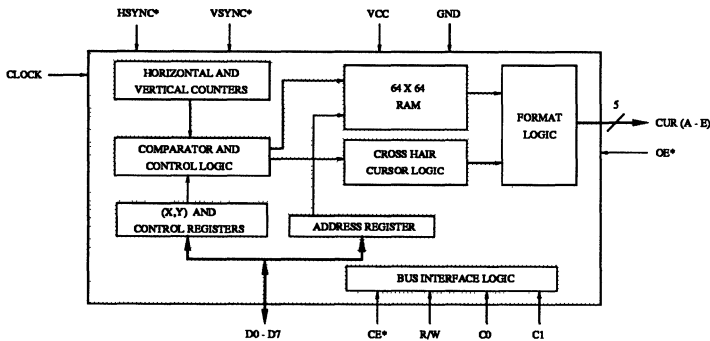 HSYNC*
VSYNC*
VCC
GND
CLOCK
HORIZONTAL AND
VERTICAL COUNTERS
64 X 64
RAM
FORMAT
LOGIC
5
CUR (A - E)
COMPARATOR AND
CONTROL LOGIC
CROSS HAIR
CURSOR LOGIC
OE*
(X,Y) AND
CONTROL REGISTERS
ADDRESS REGISTER
BUS INTERFACE LOGIC
D0 - D7
CE*
R/W
C0
C1